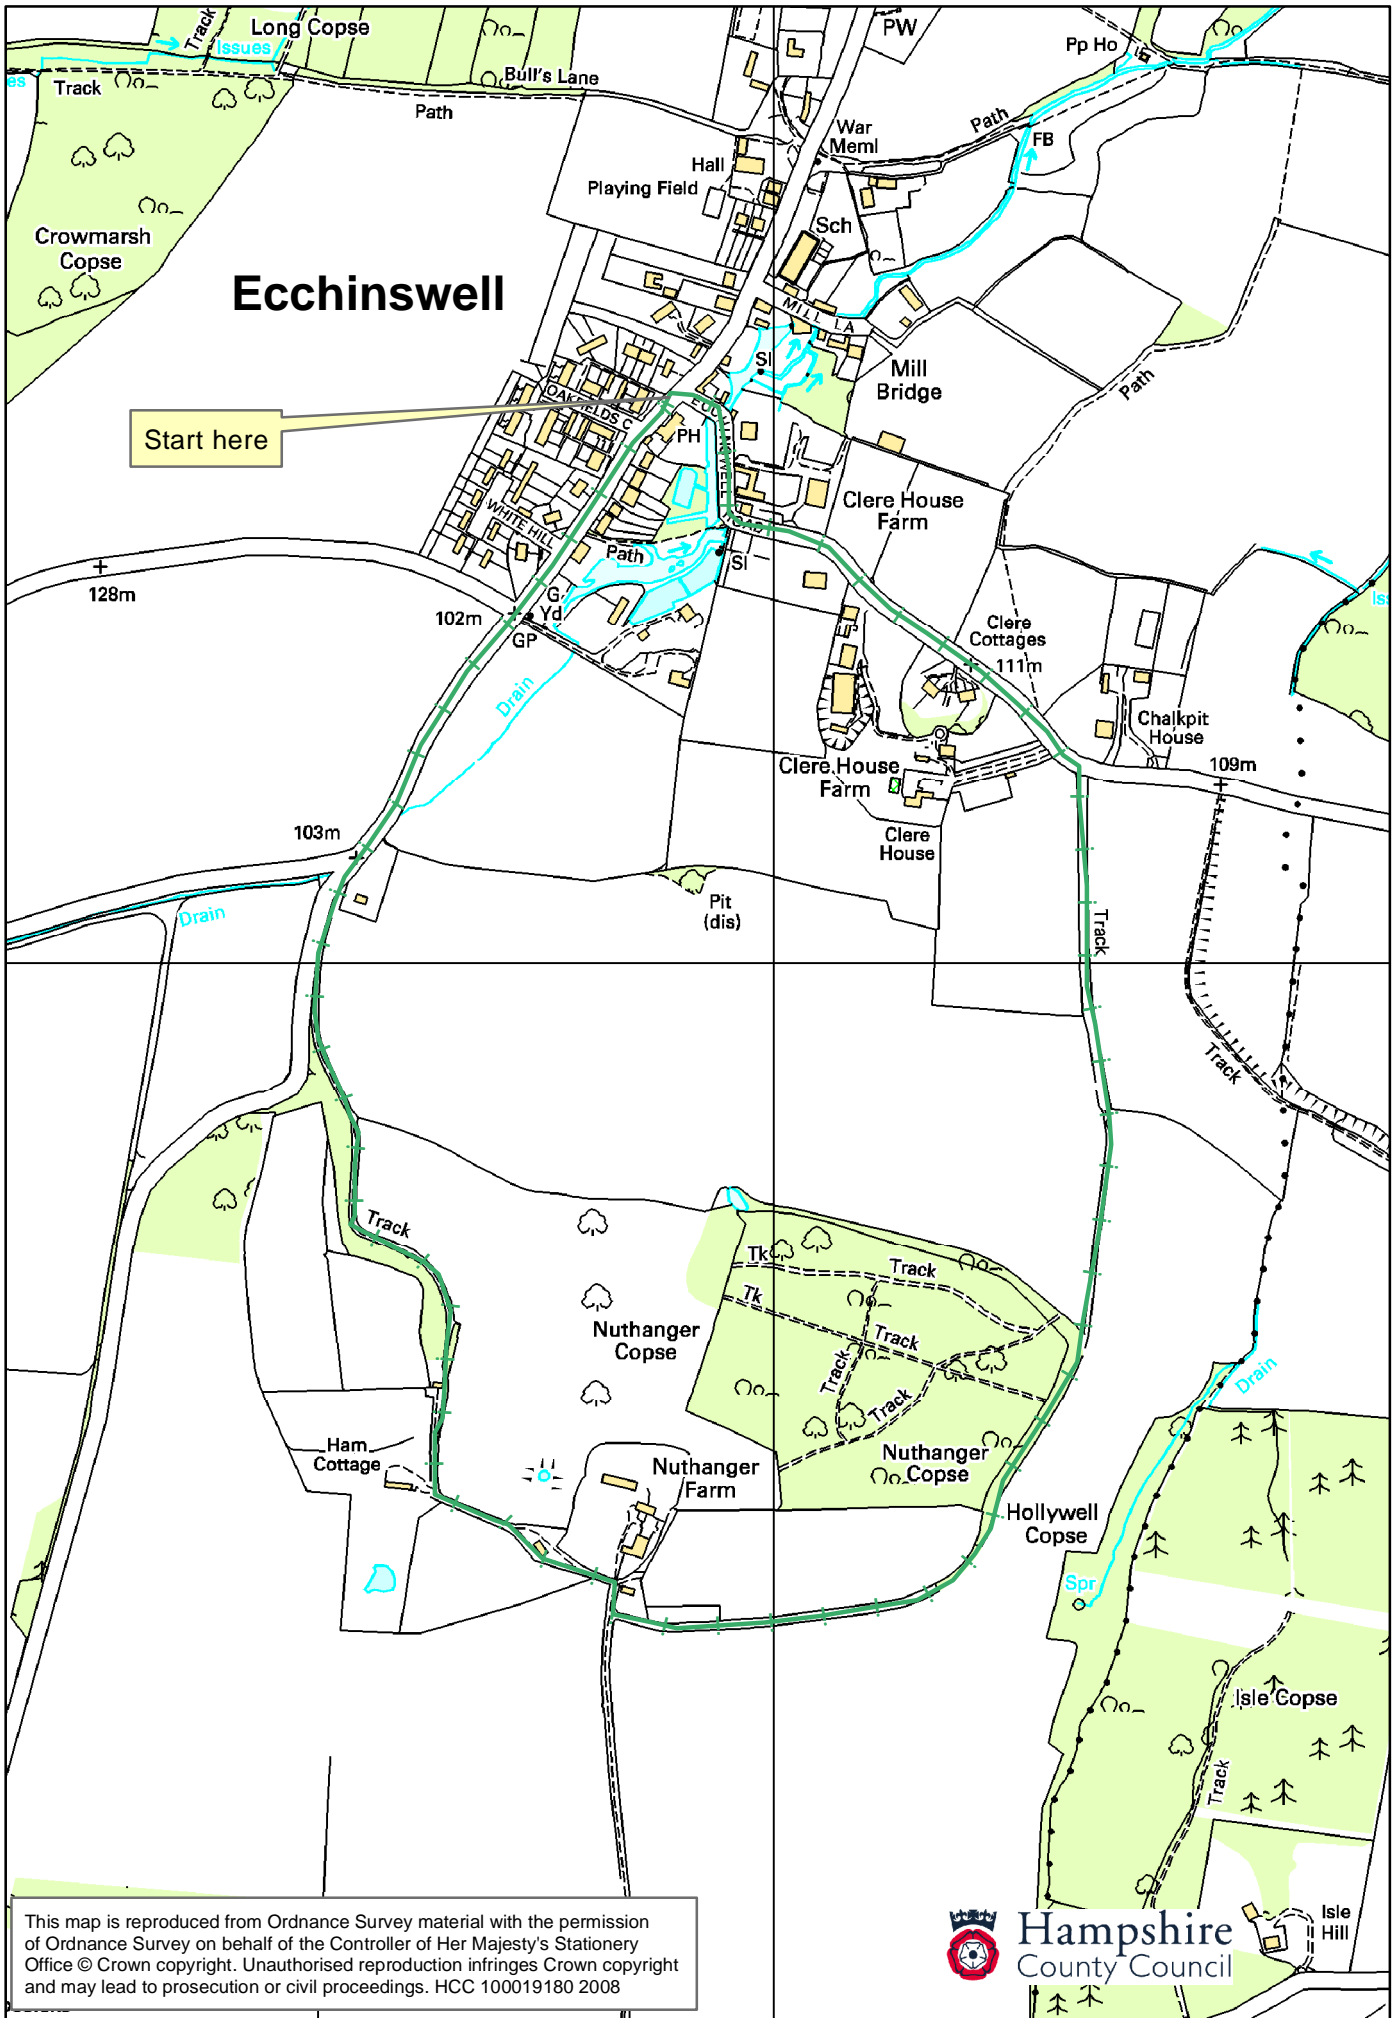 Long Copse
PW
Track
Issues
Pp Ho
es
Track
Bull's Lane
Path
Path
War
Meml
FB
Hall
Playing Field
Sch
Crowmarsh
Copse
Ecchinswell
MILL LA
Sl
Mill
Bridge
Path
OAKFIELDS C
Start here
PH
Clere House
Farm
WHITE HILL
Path
Sl
128m
G
Yd
102m
GP
Clere
Cottages
Iss
111m
Drain
Chalkpit
House
109m
Clere House
Farm
103m
Clere
House
Pit
(dis)
Drain
Track
Track
Track
Tk
Track
Tk
Nuthanger
Copse
Track
Track
Track
Drain
Ham
Cottage
Nuthanger
Farm
Nuthanger
Copse
Hollywell
Copse
Spr
Isle Copse
Track
This map is reproduced from Ordnance Survey material with the permission
of Ordnance Survey on behalf of the Controller of Her Majesty's Stationery
Office © Crown copyright. Unauthorised reproduction infringes Crown copyright
and may lead to prosecution or civil proceedings. HCC 100019180 2008
Hampshire
County Council
Isle
Hill